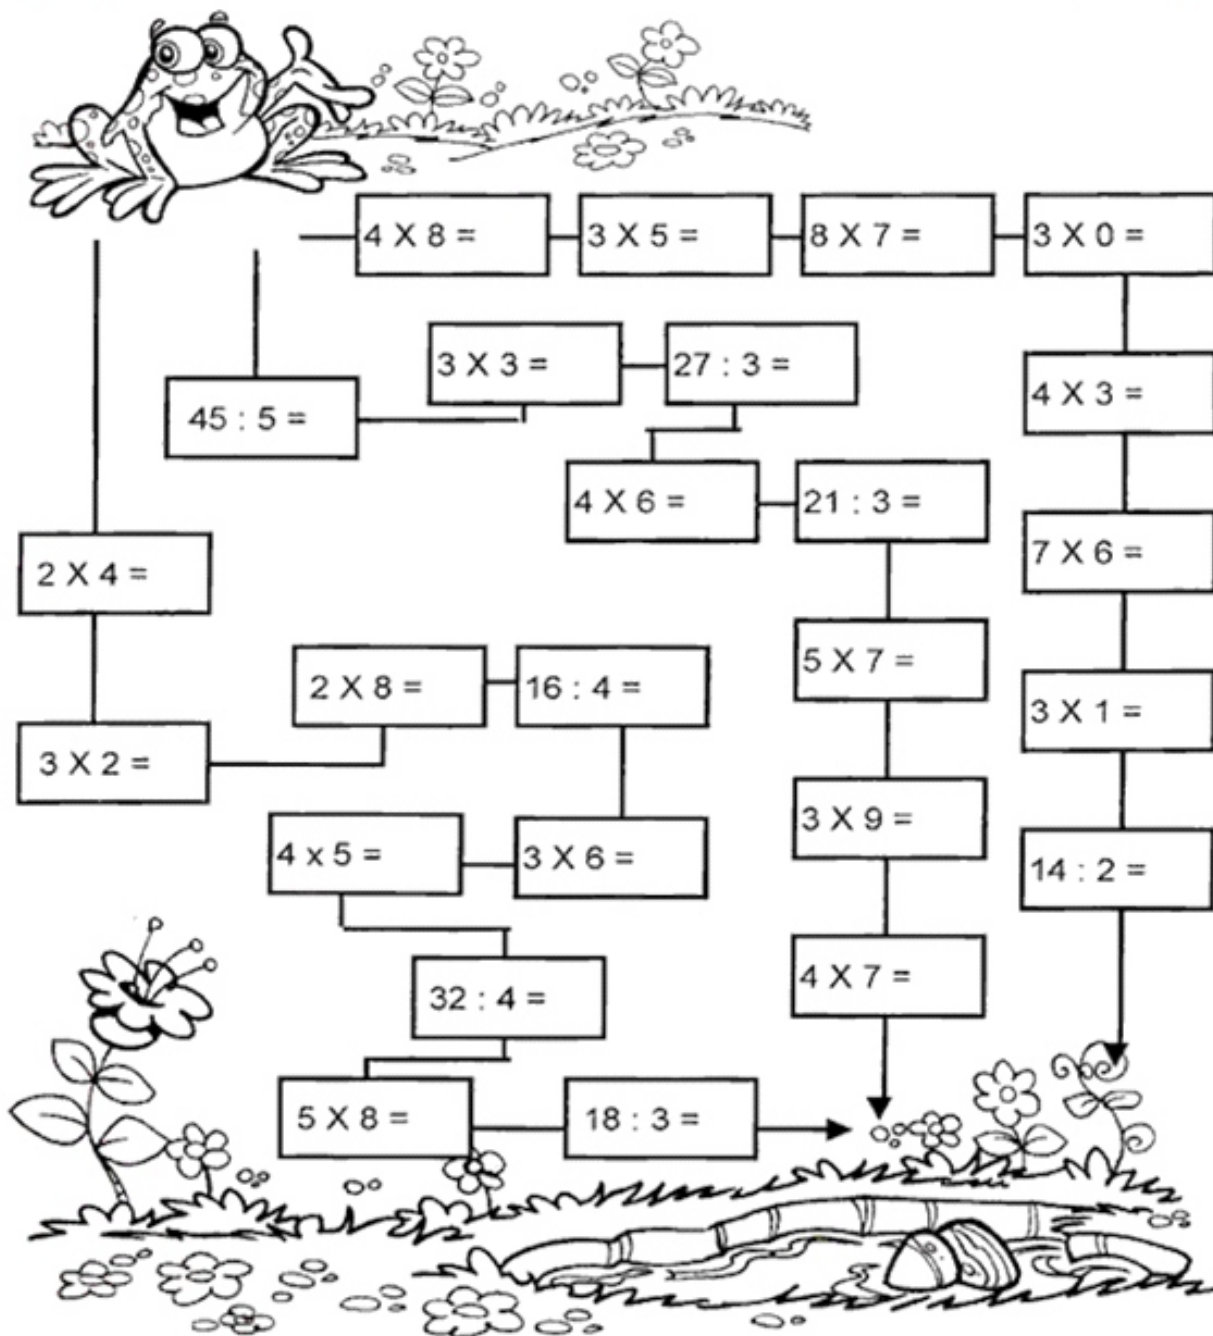 4 X 8 =
3 X 5 =
8 X 7 =
3 X 0 =
3 X 3 =
27 : 3 =
4 X 3 =
45 : 5 =
4 X 6 =
21 : 3 =
7 X 6 =
2 X 4 =
5 X 7 =
2 X 8 =
16 : 4 =
3 X 1 =
3 X 2 =
3 X 9 =
4 x 5 =
3 X 6 =
14 : 2 =
4 X 7 =
32 : 4 =
5 X 8 =
18 : 3 =